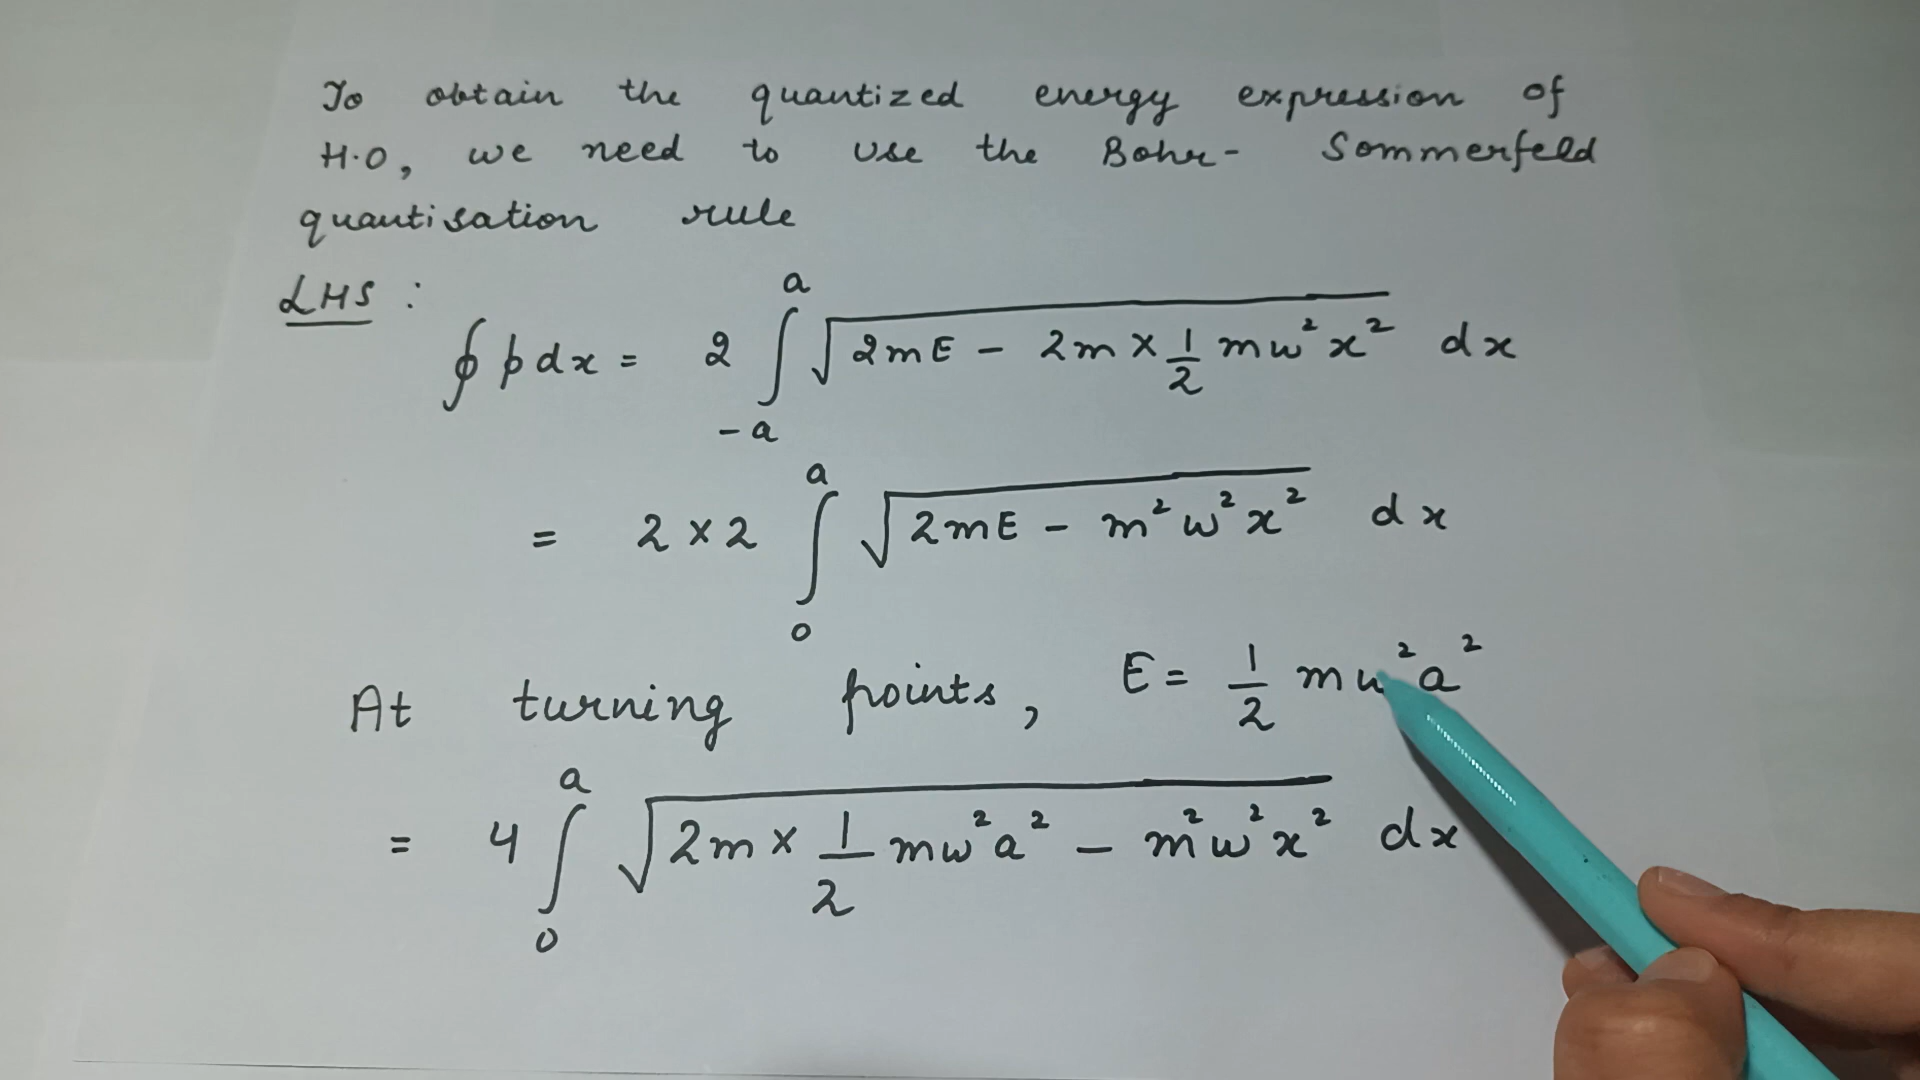 To obtain the quantized energy expression of
H.O, we need to use the Bohr- Sommerfeld
quantisation rule
LHS :
∮ p dx = 2 ∫_{-a}^{a} √(2mE - 2m × 1/2 mω²x²) dx
= 2 × 2 ∫_{0}^{a} √(2mE - m²ω²x²) dx
At turning points, E = 1/2 mω²a²
= 4 ∫_{0}^{a} √(2m × 1/2 mω²a² - m²ω²x²) dx